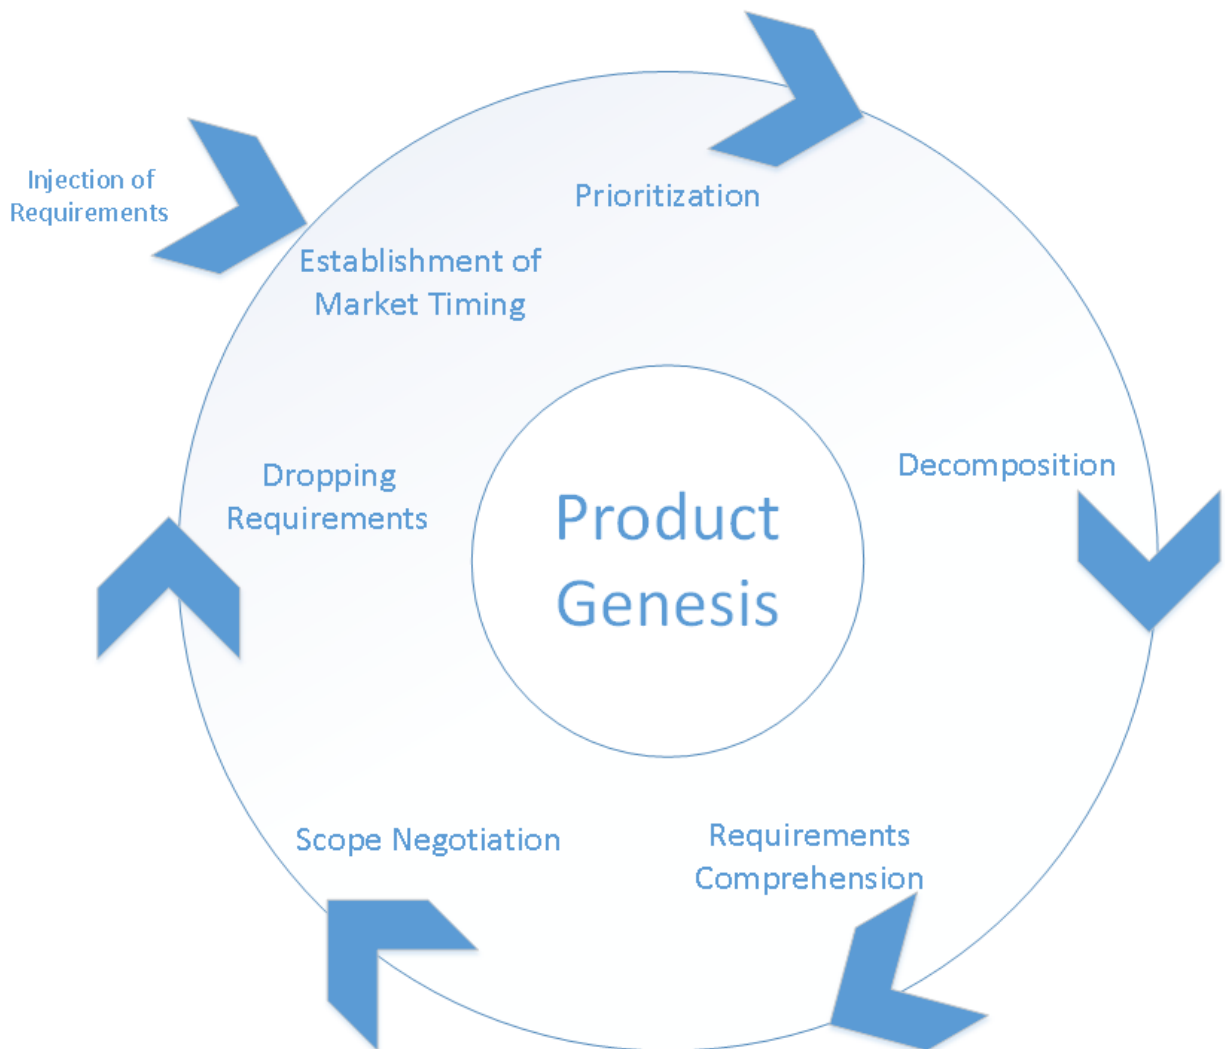 Injection of
Requirements
Prioritization
Establishment of
Market Timing
Dropping
Requirements
Decomposition
Product
Genesis
Scope Negotiation
Requirements
Comprehension